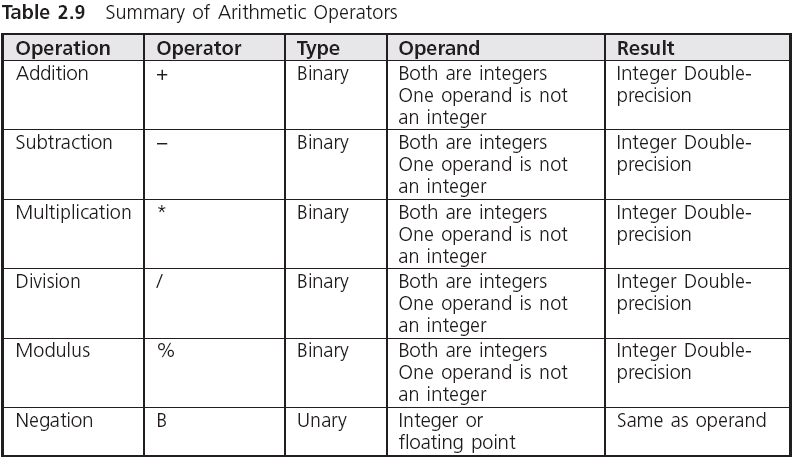 Table 2.9 Summary of Arithmetic Operators
Operation Operator Type Operand Result
Addition + Binary Both are integers Integer Double-
One operand is not precision
an integer
Subtraction – Binary Both are integers Integer Double-
One operand is not precision
an integer
Multiplication * Binary Both are integers Integer Double-
One operand is not precision
an integer
Division / Binary Both are integers Integer Double-
One operand is not precision
an integer
Modulus % Binary Both are integers Integer Double-
One operand is not precision
an integer
Negation B Unary Integer or Same as operand
floating point